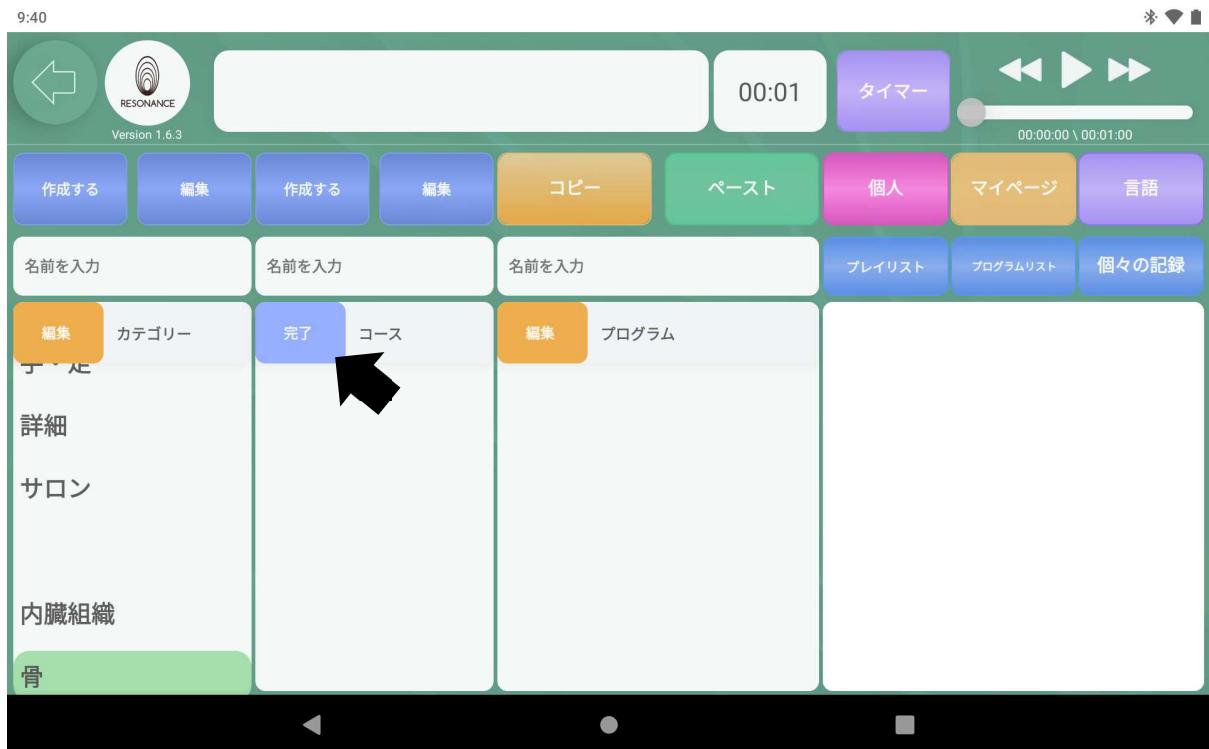 9:40
RESONANCE
Version 1.6.3
00:01
タイマー
00:00:00 \ 00:01:00
作成する
編集
作成する
編集
コピー
ペースト
個人
マイページ
言語
名前を入力
名前を入力
名前を入力
プレイリスト
プログラムリスト
個々の記録
編集
カテゴリー
完了
コース
編集
プログラム
手・足
詳細
サロン
内臓組織
骨